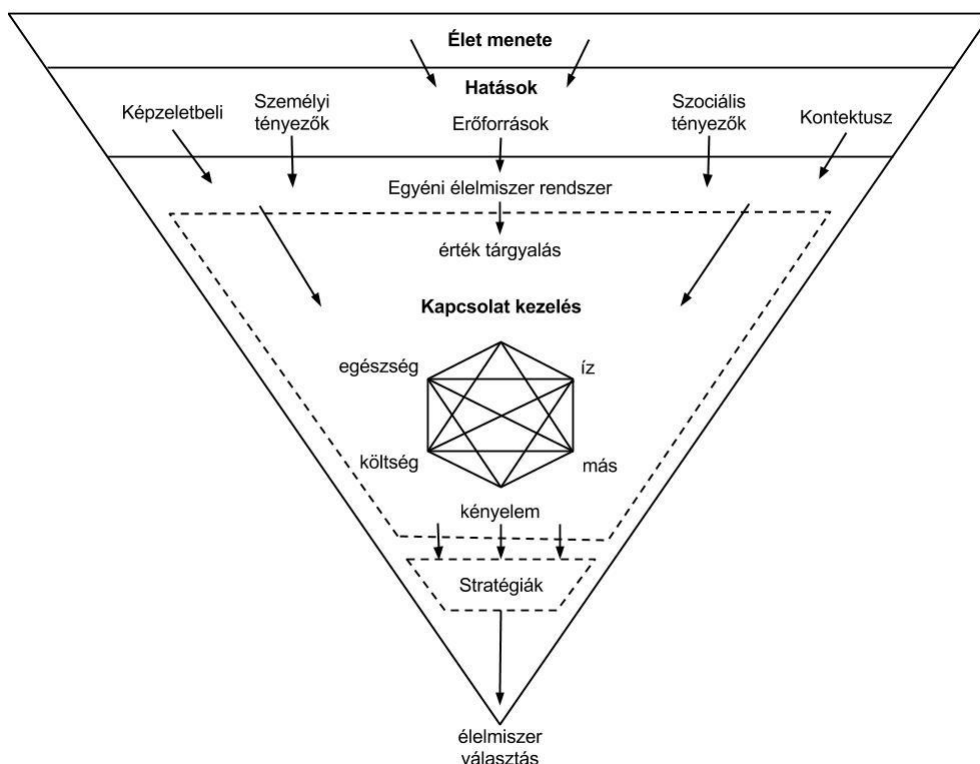 Élet menete
Hatások
Képzeletbeli
Személyi
tényezők
Erőforrások
Szociális
tényezők
Kontektusz
Egyéni élelmiszer rendszer
érték tárgyalás
Kapcsolat kezelés
egészség
íz
költség
más
kényelem
Stratégiák
élelmiszer
választás